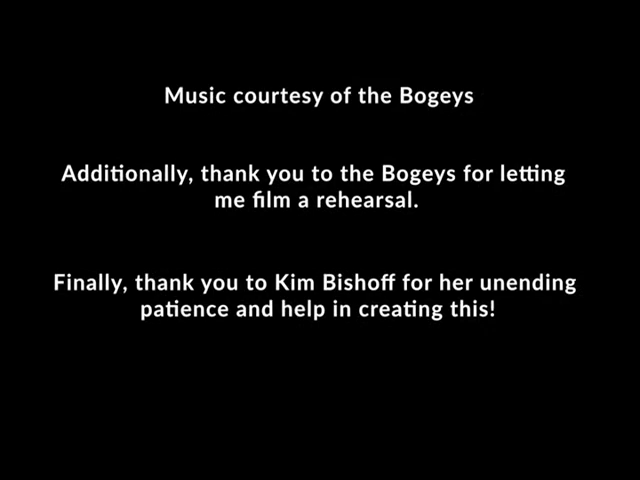 Music courtesy of the Bogeys
Additionally, thank you to the Bogeys for letting
me film a rehearsal.
Finally, thank you to Kim Bishoff for her unending
patience and help in creating this!